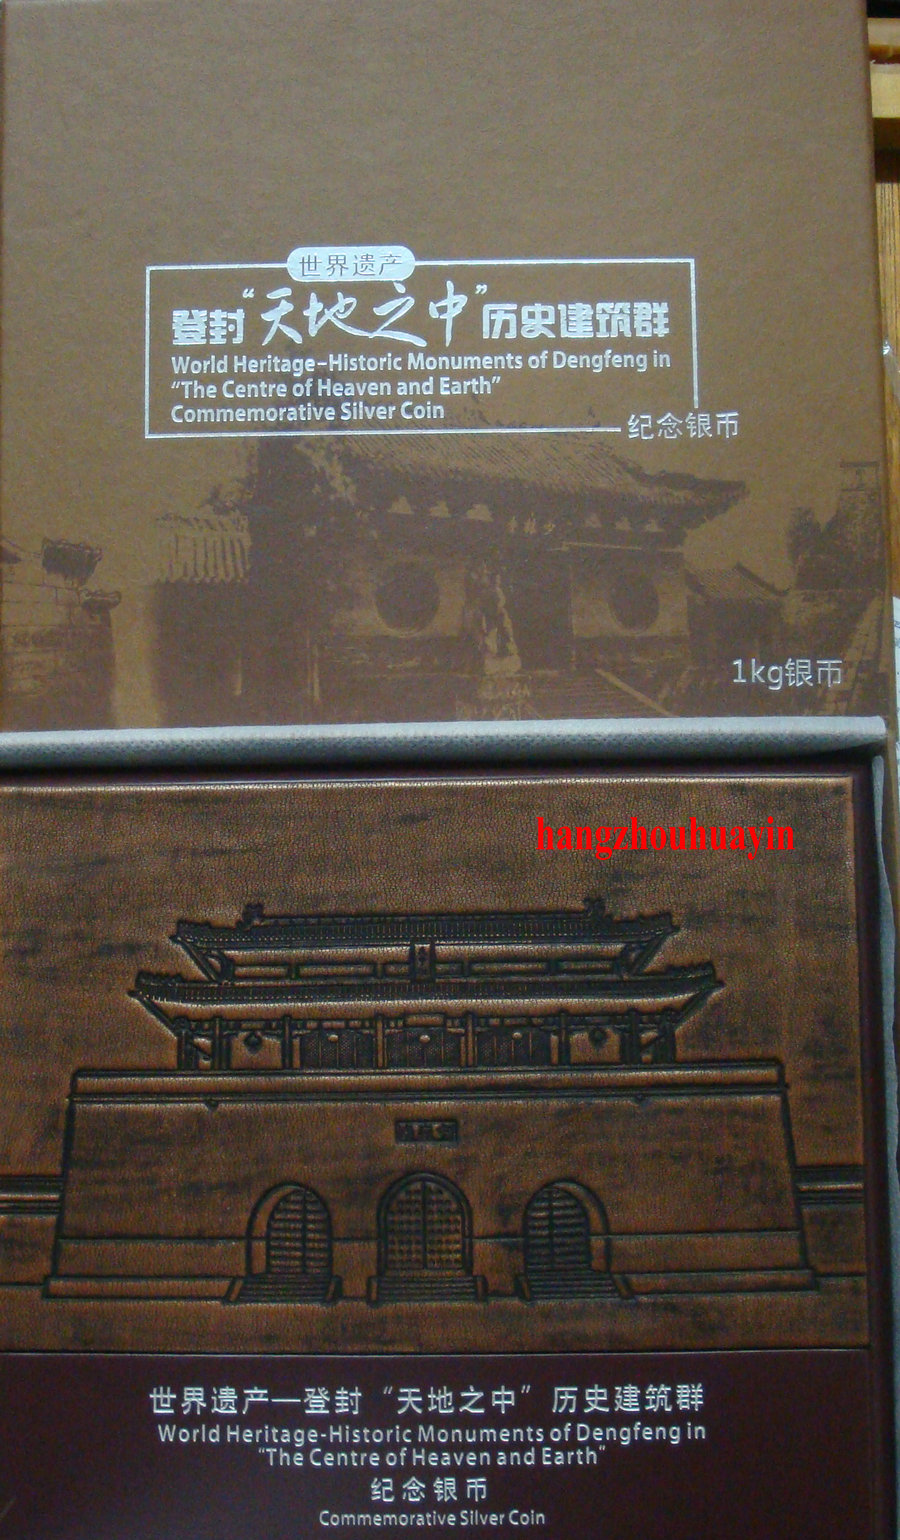 世界遗产
登封“天地之中”历史建筑群
World Heritage-Historic Monuments of Dengfeng in
“The Centre of Heaven and Earth”
Commemorative Silver Coin
纪念银币
1kg银币
hangzhouhuayin
世界遗产—登封“天地之中”历史建筑群
World Heritage-Historic Monuments of Dengfeng in
“The Centre of Heaven and Earth”
纪念银币
Commemorative Silver Coin